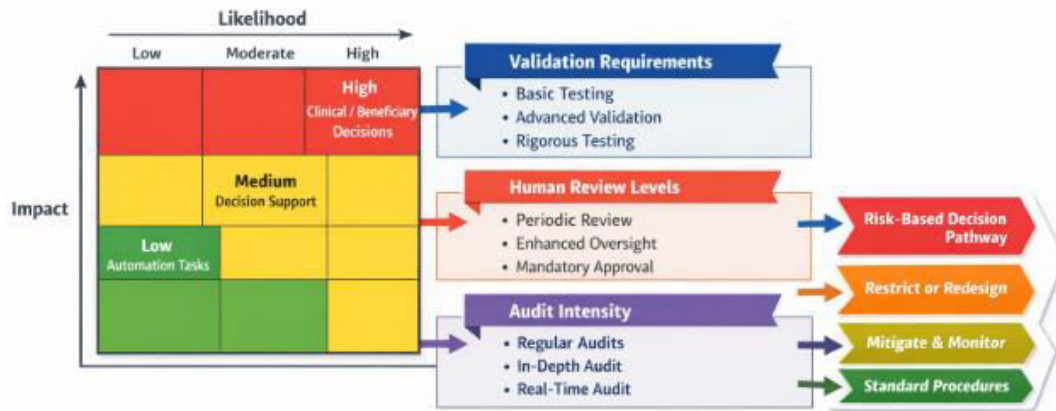 Likelihood
Low Moderate High
Impact
High
Clinical / Beneficiary
Decisions
Medium
Decision Support
Low
Automation Tasks
Validation Requirements
• Basic Testing
• Advanced Validation
• Rigorous Testing
Human Review Levels
• Periodic Review
• Enhanced Oversight
• Mandatory Approval
Audit Intensity
• Regular Audits
• In-Depth Audit
• Real-Time Audit
Risk-Based Decision
Pathway
Restrict or Redesign
Mitigate & Monitor
Standard Procedures